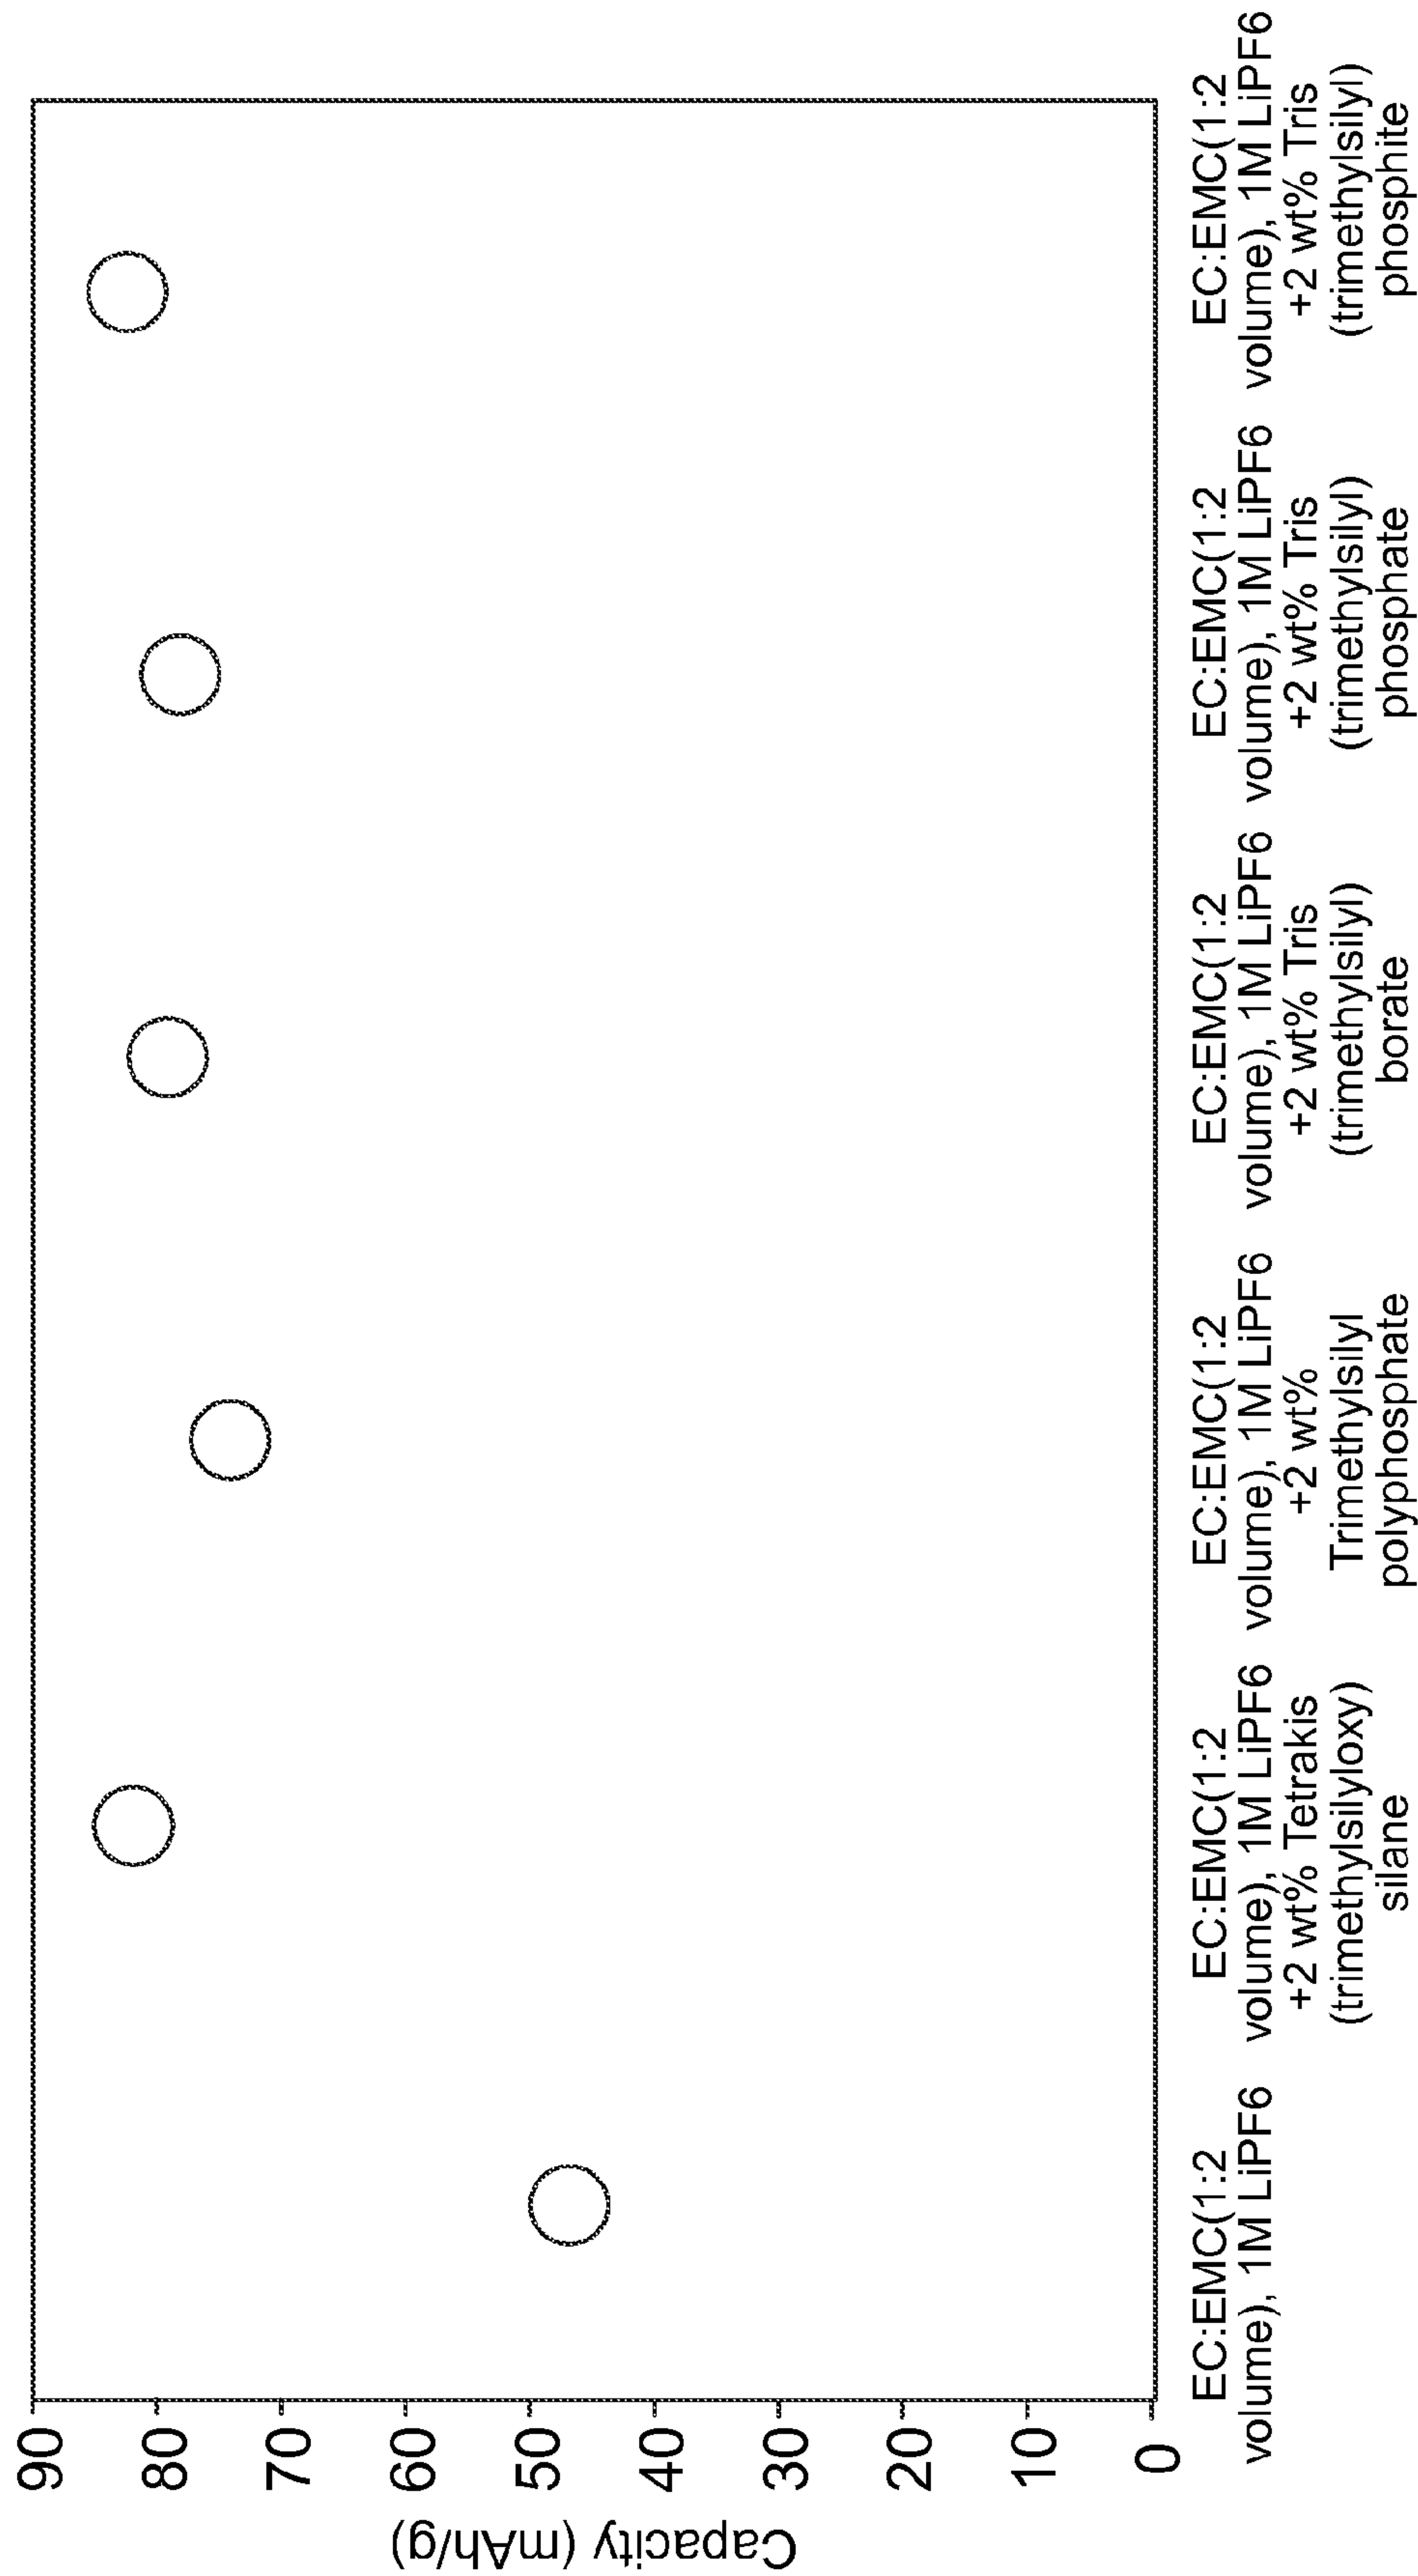 Capacity (mAh/g)
90
80
70
60
50
40
30
20
10
0
EC:EMC(1:2
volume), 1M LiPF6
EC:EMC(1:2
volume), 1M LiPF6
+2 wt% Tetrakis
(trimethylsilyloxy)
silane
EC:EMC(1:2
volume), 1M LiPF6
+2 wt%
Trimethylsilyl
polyphosphate
EC:EMC(1:2
volume), 1M LiPF6
+2 wt% Tris
(trimethylsilyl)
borate
EC:EMC(1:2
volume), 1M LiPF6
+2 wt% Tris
(trimethylsilyl)
phosphate
EC:EMC(1:2
volume), 1M LiPF6
+2 wt% Tris
(trimethylsilyl)
phosphite